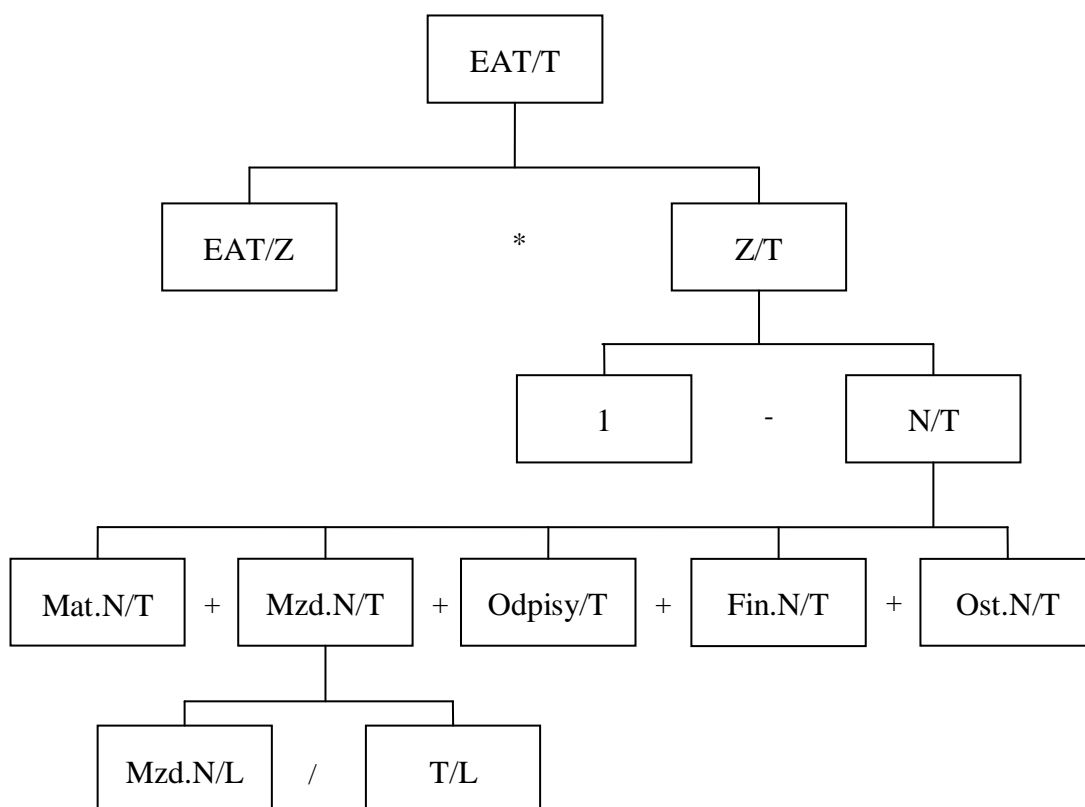 EAT/T
EAT/Z * Z/T
1 - N/T
Mat.N/T + Mzd.N/T + Odpisy/T + Fin.N/T + Ost.N/T
Mzd.N/L / T/L